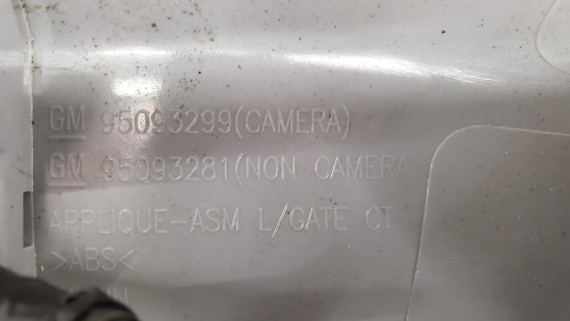 GM 95093299(CAMERA)
GM 95093281(NON CAMERA
APPLIQUE-ASM L/GATE CT
>ABS<